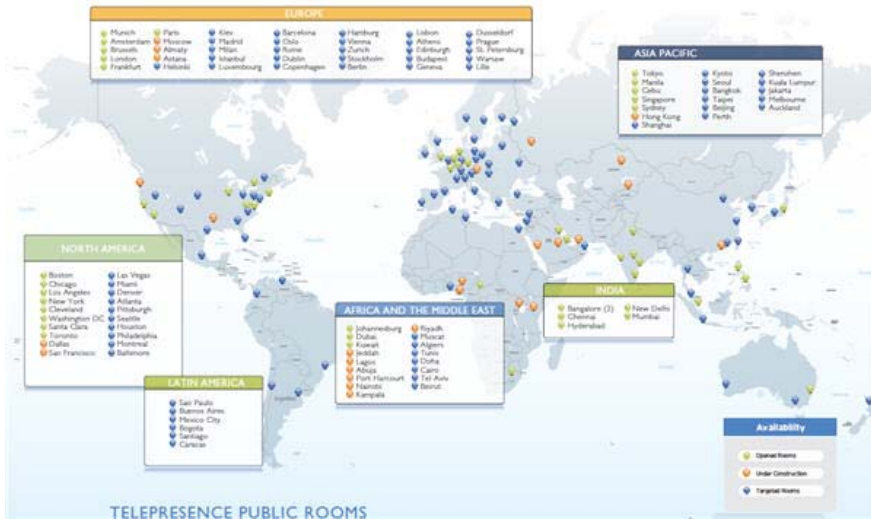 EUROPE
Munich Paris Kiev Barcelona Hamburg Lisbon Dusseldorf
Amsterdam Moscow Madrid Oslo Vienna Athens Prague
Brussels Almaty Milan Rome Zurich Edinburgh St. Petersburg
London Astana Istanbul Dublin Stockholm Budapest Warsaw
Frankfurt Helsinki Luxembourg Copenhagen Berlin Geneva Lille
ASIA PACIFIC
Tokyo Kyoto Shenzhen
Manila Seoul Kuala Lumpur
Cebu Bangkok Jakarta
Singapore Taipei Melbourne
Sydney Beijing Auckland
Hong Kong Perth
Shanghai
NORTH AMERICA
Boston Las Vegas
Chicago Miami
Los Angeles Denver
New York Atlanta
Cleveland Pittsburgh
Washington DC Seattle
Santa Clara Houston
Toronto Philadelphia
Dallas Montreal
San Francisco Baltimore
INDIA
Bangalore (3) New Delhi
Chennai Mumbai
Hyderabad
AFRICA AND THE MIDDLE EAST
Johannesburg Riyadh
Dubai Muscat
Kuwait Algiers
Jeddah Tunis
Lagos Doha
Abuja Cairo
Port Harcourt Tel Aviv
Nairobi Beirut
Kampala
LATIN AMERICA
Sao Paulo
Buenos Aires
Mexico City
Bogota
Santiago
Caracas
Availability
Opened Rooms
Under Construction
Targeted Rooms
TELEPRESENCE PUBLIC ROOMS